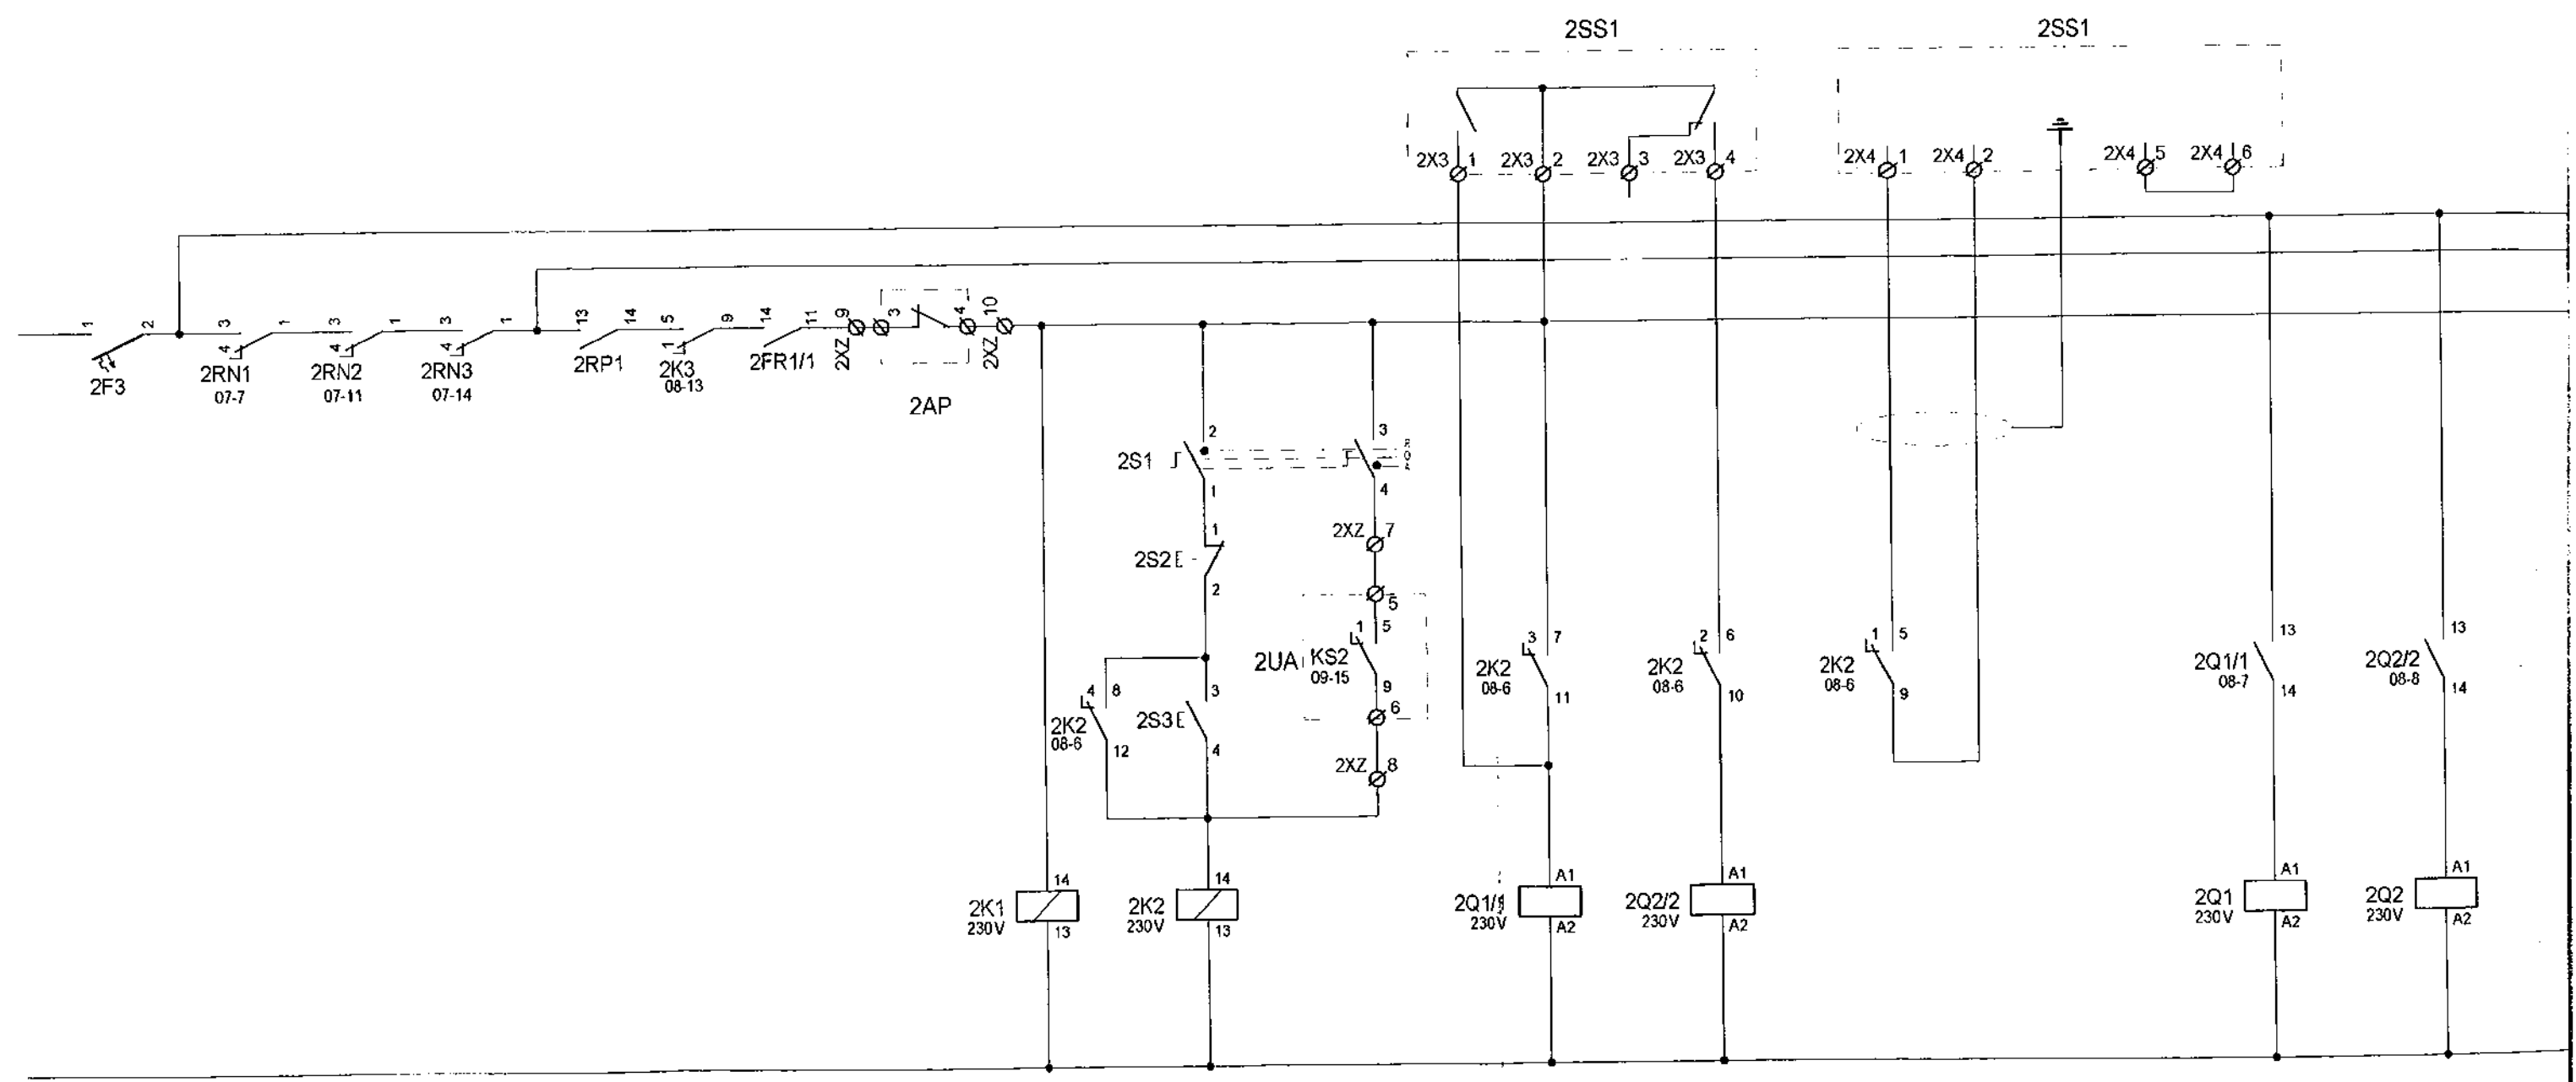 2SS1 2SS1
2X3 1 2X3 2 2X3 3 2X3 4 2X4 1 2X4 2 2X4 5 2X4 6
1 2 3 1 3 1 3 1 13 14 5 9 14 11 9 3 4 10
4 4 4 1 2XZ 2XZ
2F3 2RN1 2RN2 2RN3 2RP1 2K3 2FR1/1
07-7 07-11 07-14 08-13
2AP
2 3
2S1
1 4
1 2XZ 7
2S2
2 5
1 5
2UA KS2
09-15
9
6
4 8 3
2K2 2S3
08-6
12 4
2XZ 8
3 7 2 6 1 5 13 13
2K2 2K2 2K2 2Q1/1 2Q2/2
08-6 08-6 08-6 08-7 08-8
11 10 9 14 14
14 14 A1 A1 A1 A1
2K1 2K2 2Q1/1 2Q2/2 2Q1 2Q2
230V 230V 230V 230V 230V 230V
13 13 A2 A2 A2 A2